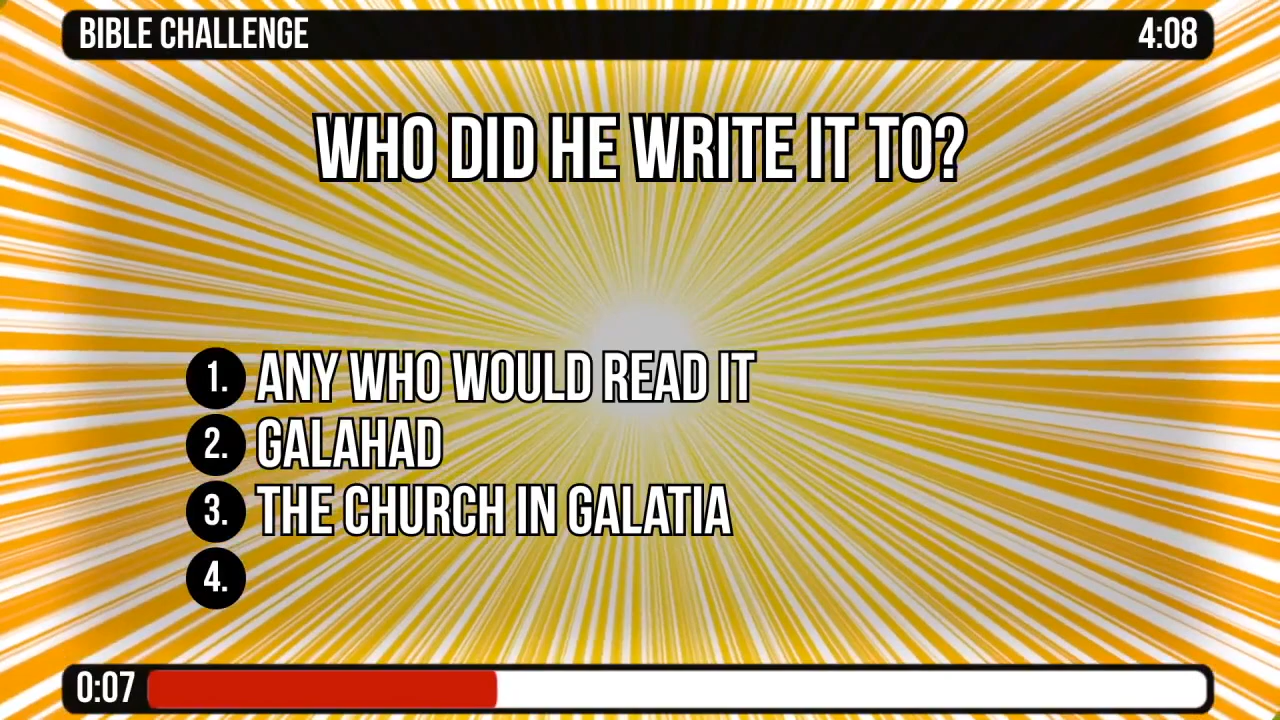 BIBLE CHALLENGE 4:08
WHO DID HE WRITE IT TO?
1. ANY WHO WOULD READ IT
2. GALAHAD
3. THE CHURCH IN GALATIA
4.
0:07